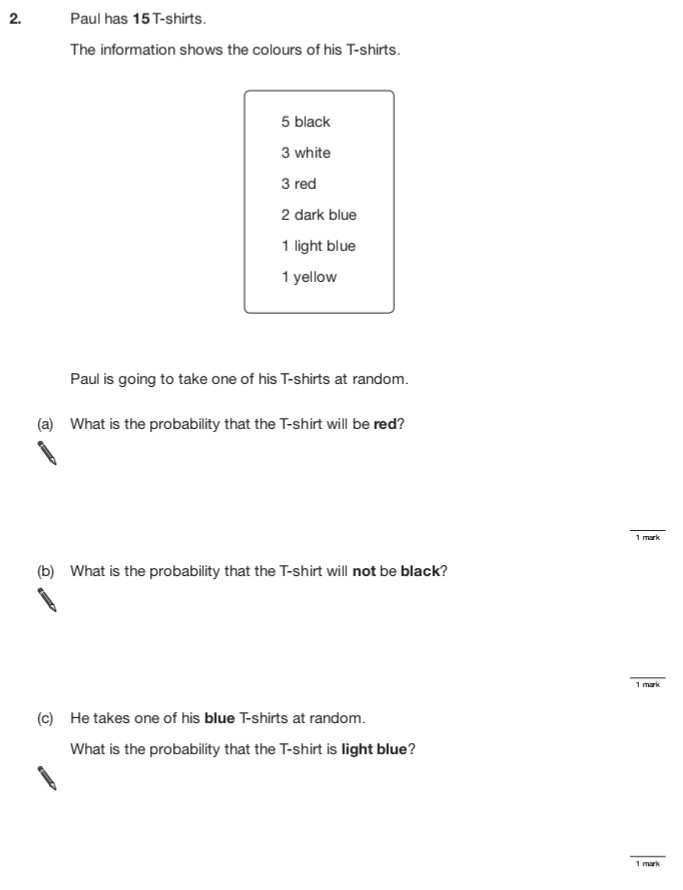 2. Paul has 15 T-shirts.
The information shows the colours of his T-shirts.
5 black
3 white
3 red
2 dark blue
1 light blue
1 yellow
Paul is going to take one of his T-shirts at random.
(a) What is the probability that the T-shirt will be red?
1 mark
(b) What is the probability that the T-shirt will not be black?
1 mark
(c) He takes one of his blue T-shirts at random.
What is the probability that the T-shirt is light blue?
1 mark